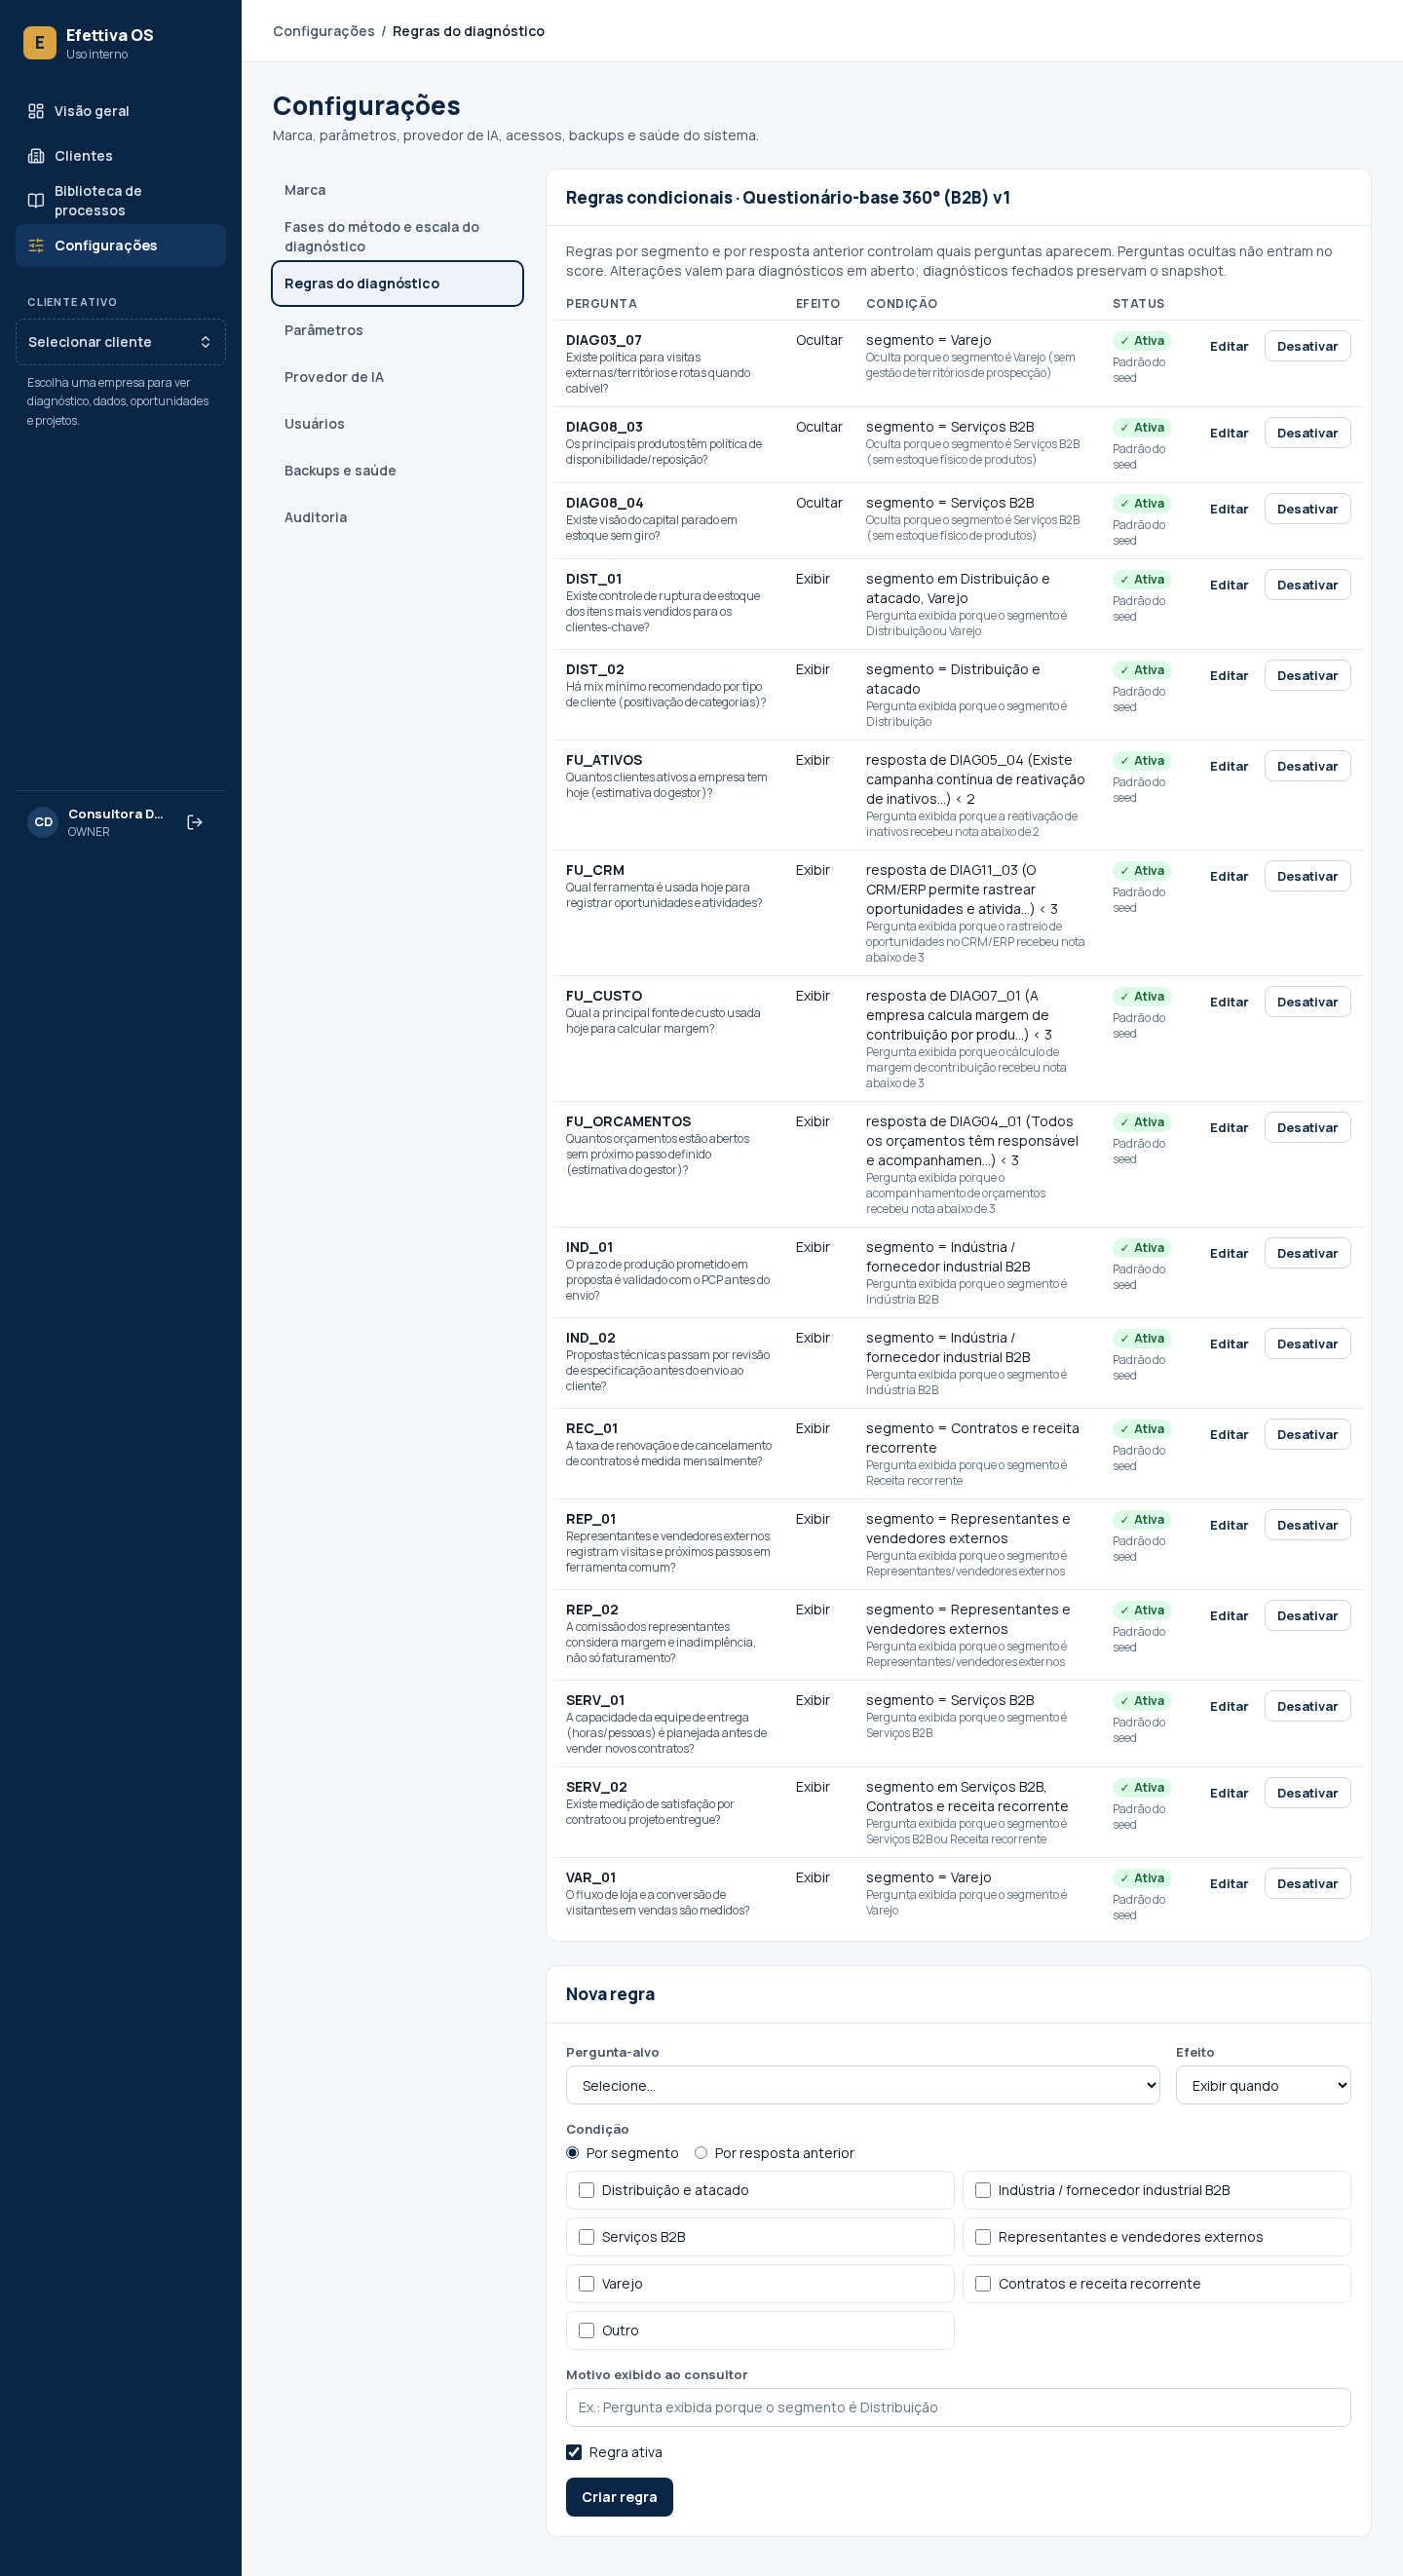 E
Efettiva OS
Uso interno
Visão geral
Clientes
Biblioteca de
processos
Configurações
CLIENTE ATIVO
Selecionar cliente
Escolha uma empresa para ver
diagnóstico, dados, oportunidades
e projetos.
CD
Consultora D...
OWNER
Configurações / Regras do diagnóstico
Configurações
Marca, parâmetros, provedor de IA, acessos, backups e saúde do sistema.
Marca
Fases do método e escala do
diagnóstico
Regras do diagnóstico
Parâmetros
Provedor de IA
Usuários
Backups e saúde
Auditoria
Regras condicionais · Questionário-base 360° (B2B) v1
Regras por segmento e por resposta anterior controlam quais perguntas aparecem. Perguntas ocultas não entram no
score. Alterações valem para diagnósticos em aberto; diagnósticos fechados preservam o snapshot.
PERGUNTA EFEITO CONDIÇÃO STATUS
DIAG03_07
Existe política para visitas
externas/territórios e rotas quando
cabível?
Ocultar
segmento = Varejo
Oculta porque o segmento é Varejo (sem
gestão de territórios de prospecção)
✓ Ativa
Padrão do
seed
Editar Desativar
DIAG08_03
Os principais produtos têm política de
disponibilidade/reposição?
Ocultar
segmento = Serviços B2B
Oculta porque o segmento é Serviços B2B
(sem estoque físico de produtos)
✓ Ativa
Padrão do
seed
Editar Desativar
DIAG08_04
Existe visão do capital parado em
estoque sem giro?
Ocultar
segmento = Serviços B2B
Oculta porque o segmento é Serviços B2B
(sem estoque físico de produtos)
✓ Ativa
Padrão do
seed
Editar Desativar
DIST_01
Existe controle de ruptura de estoque
dos itens mais vendidos para os
clientes-chave?
Exibir
segmento em Distribuição e
atacado, Varejo
Pergunta exibida porque o segmento é
Distribuição ou Varejo
✓ Ativa
Padrão do
seed
Editar Desativar
DIST_02
Há mix mínimo recomendado por tipo
de cliente (positivação de categorias)?
Exibir
segmento = Distribuição e
atacado
Pergunta exibida porque o segmento é
Distribuição
✓ Ativa
Padrão do
seed
Editar Desativar
FU_ATIVOS
Quantos clientes ativos a empresa tem
hoje (estimativa do gestor)?
Exibir
resposta de DIAG05_04 (Existe
campanha contínua de reativação
de inativos...) < 2
Pergunta exibida porque a reativação de
inativos recebeu nota abaixo de 2
✓ Ativa
Padrão do
seed
Editar Desativar
FU_CRM
Qual ferramenta é usada hoje para
registrar oportunidades e atividades?
Exibir
resposta de DIAG11_03 (O
CRM/ERP permite rastrear
oportunidades e ativida...) < 3
Pergunta exibida porque o rastreio de
oportunidades no CRM/ERP recebeu nota
abaixo de 3
✓ Ativa
Padrão do
seed
Editar Desativar
FU_CUSTO
Qual a principal fonte de custo usada
hoje para calcular margem?
Exibir
resposta de DIAG07_01 (A
empresa calcula margem de
contribuição por produ...) < 3
Pergunta exibida porque o cálculo de
margem de contribuição recebeu nota
abaixo de 3
✓ Ativa
Padrão do
seed
Editar Desativar
FU_ORCAMENTOS
Quantos orçamentos estão abertos
sem próximo passo definido
(estimativa do gestor)?
Exibir
resposta de DIAG04_01 (Todos
os orçamentos têm responsável
e acompanhamen...) < 3
Pergunta exibida porque o
acompanhamento de orçamentos
recebeu nota abaixo de 3
✓ Ativa
Padrão do
seed
Editar Desativar
IND_01
O prazo de produção prometido em
proposta é validado com o PCP antes do
envio?
Exibir
segmento = Indústria /
fornecedor industrial B2B
Pergunta exibida porque o segmento é
Indústria B2B
✓ Ativa
Padrão do
seed
Editar Desativar
IND_02
Propostas técnicas passam por revisão
de especificação antes do envio ao
cliente?
Exibir
segmento = Indústria /
fornecedor industrial B2B
Pergunta exibida porque o segmento é
Indústria B2B
✓ Ativa
Padrão do
seed
Editar Desativar
REC_01
A taxa de renovação e de cancelamento
de contratos é medida mensalmente?
Exibir
segmento = Contratos e receita
recorrente
Pergunta exibida porque o segmento é
Receita recorrente
✓ Ativa
Padrão do
seed
Editar Desativar
REP_01
Representantes e vendedores externos
registram visitas e próximos passos em
ferramenta comum?
Exibir
segmento = Representantes e
vendedores externos
Pergunta exibida porque o segmento é
Representantes/vendedores externos
✓ Ativa
Padrão do
seed
Editar Desativar
REP_02
A comissão dos representantes
considera margem e inadimplência,
não só faturamento?
Exibir
segmento = Representantes e
vendedores externos
Pergunta exibida porque o segmento é
Representantes/vendedores externos
✓ Ativa
Padrão do
seed
Editar Desativar
SERV_01
A capacidade da equipe de entrega
(horas/pessoas) é planejada antes de
vender novos contratos?
Exibir
segmento = Serviços B2B
Pergunta exibida porque o segmento é
Serviços B2B
✓ Ativa
Padrão do
seed
Editar Desativar
SERV_02
Existe medição de satisfação por
contrato ou projeto entregue?
Exibir
segmento em Serviços B2B,
Contratos e receita recorrente
Pergunta exibida porque o segmento é
Serviços B2B ou Receita recorrente
✓ Ativa
Padrão do
seed
Editar Desativar
VAR_01
O fluxo de loja e a conversão de
visitantes em vendas são medidos?
Exibir
segmento = Varejo
Pergunta exibida porque o segmento é
Varejo
✓ Ativa
Padrão do
seed
Editar Desativar
Nova regra
Pergunta-alvo Efeito
Selecione... Exibir quando
Condição
Por segmento Por resposta anterior
Distribuição e atacado Indústria / fornecedor industrial B2B
Serviços B2B Representantes e vendedores externos
Varejo Contratos e receita recorrente
Outro
Motivo exibido ao consultor
Ex.: Pergunta exibida porque o segmento é Distribuição
Regra ativa
Criar regra